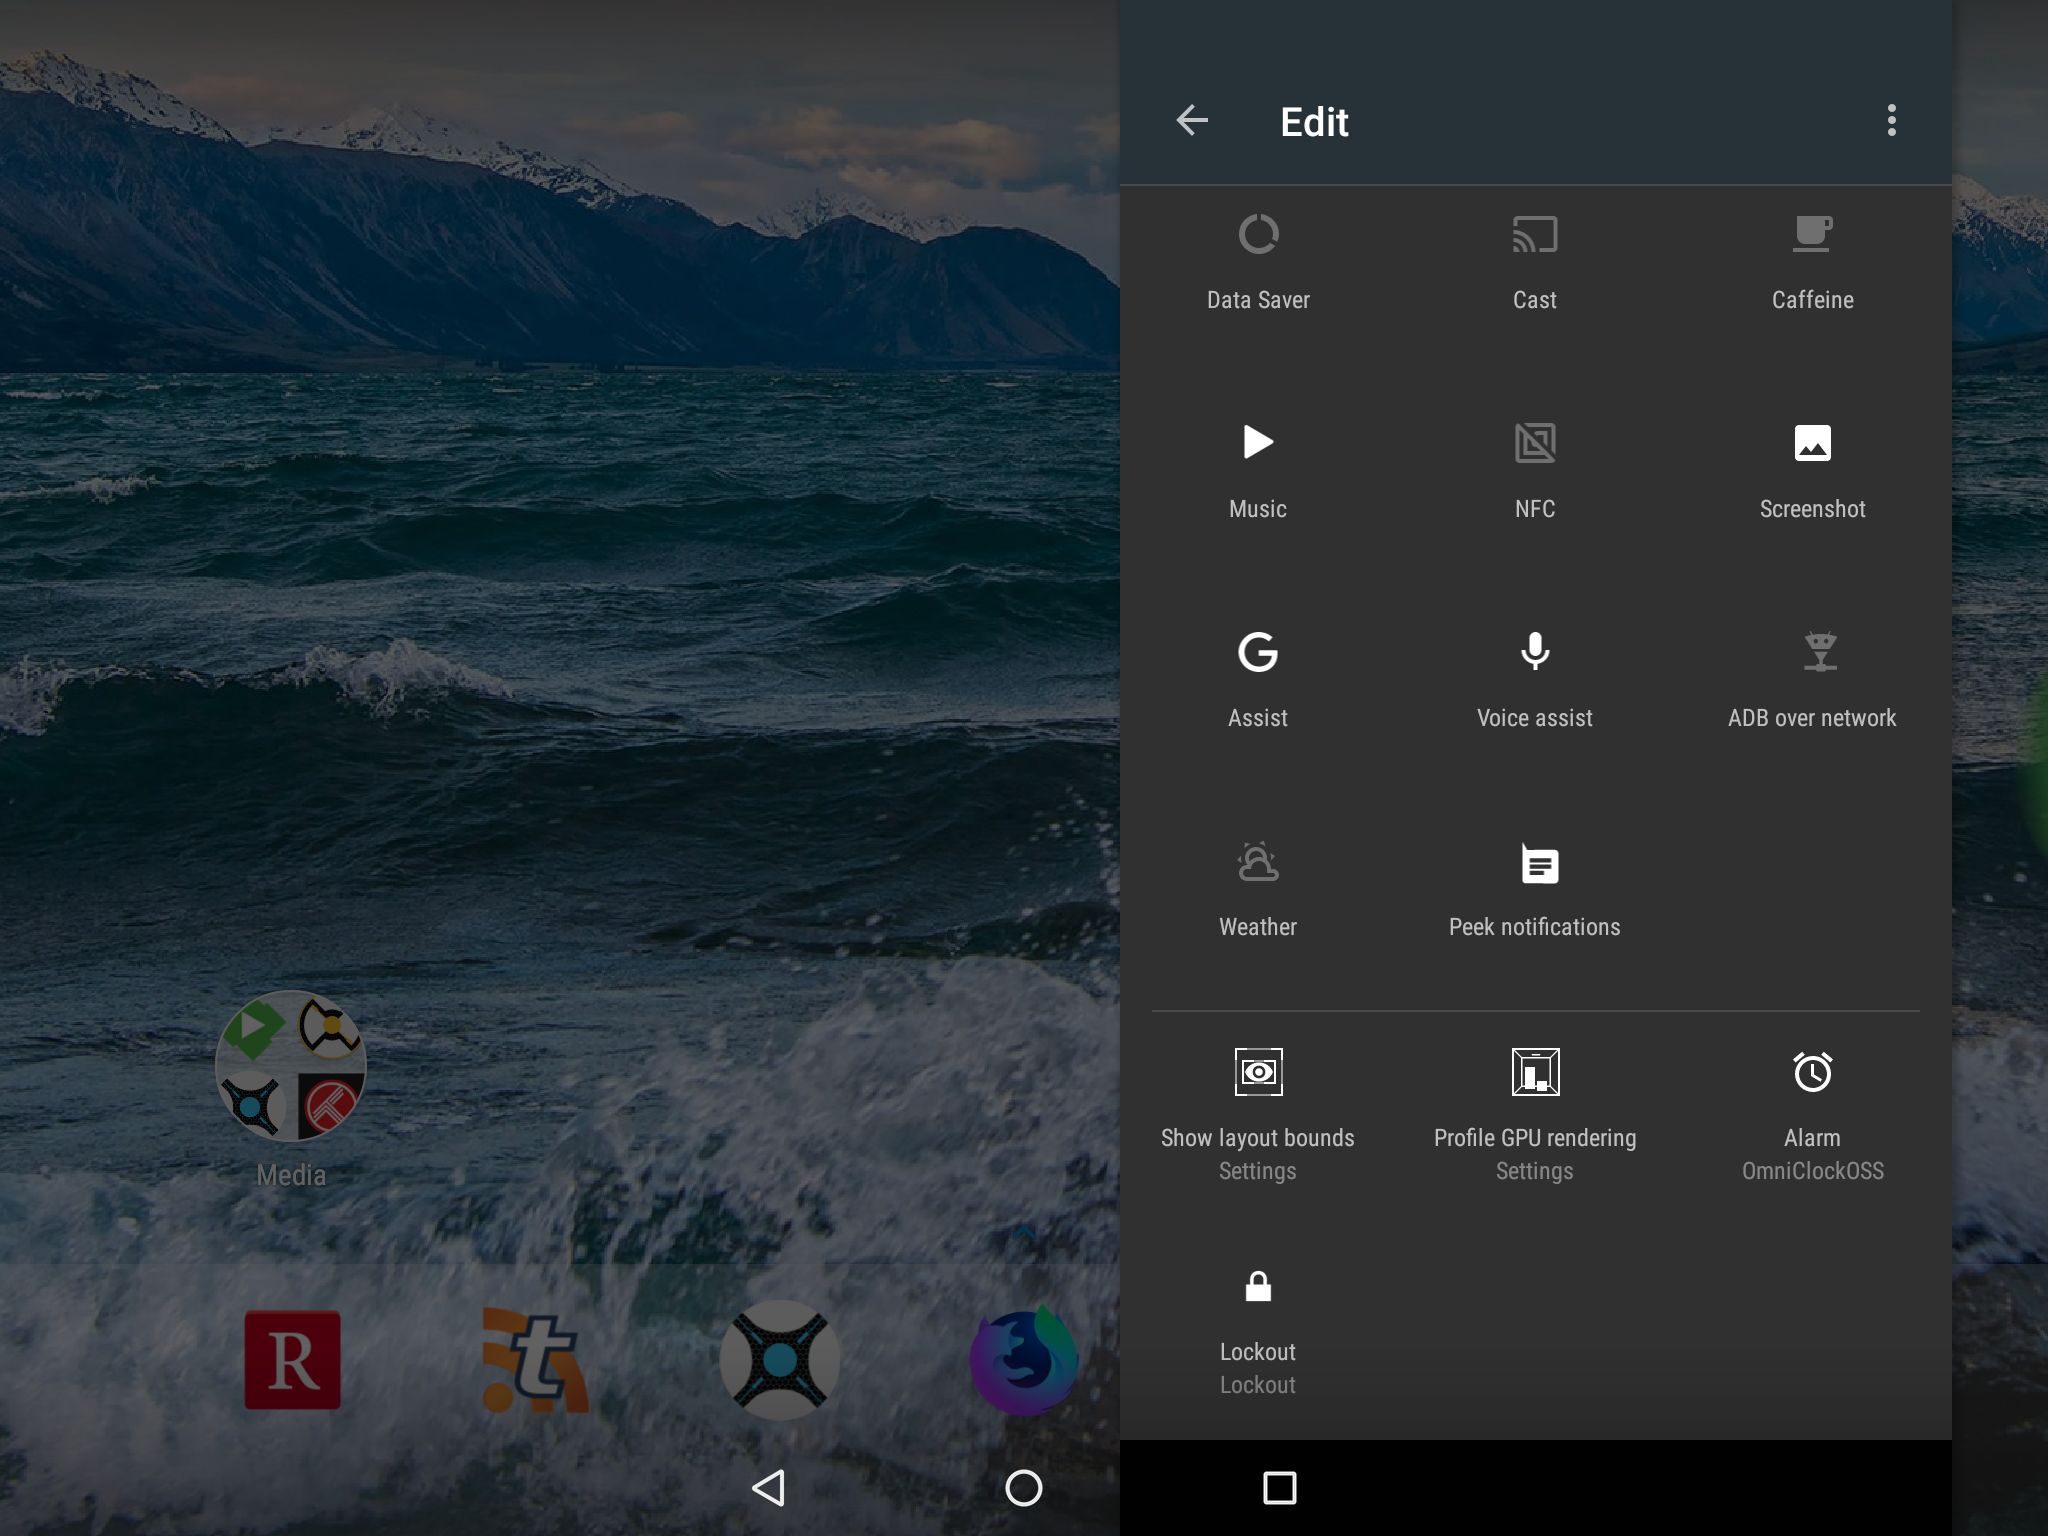 Edit
Data Saver
Cast
Caffeine
Music
NFC
Screenshot
G
Assist
Voice assist
ADB over network
Weather
Peek notifications
Show layout bounds
Settings
Profile GPU rendering
Settings
Alarm
OmniClockOSS
Media
Lockout
Lockout
R
t